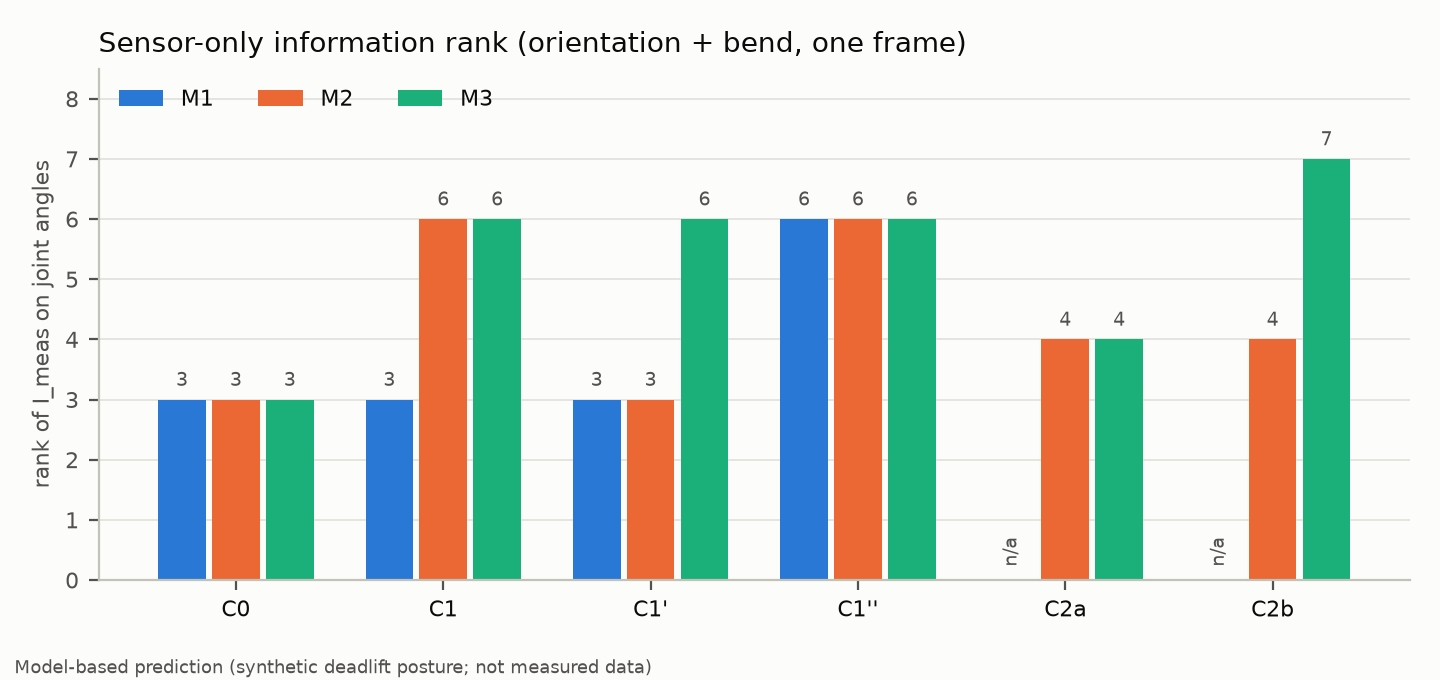 Sensor-only information rank (orientation + bend, one frame)
M1 M2 M3
rank of I_meas on joint angles
8
7
6
5
4
3
2
1
0
3 3 3
3 6 6
3 3 6
6 6 6
n/a 4 4
n/a 4 7
C0 C1 C1' C1'' C2a C2b
Model-based prediction (synthetic deadlift posture; not measured data)